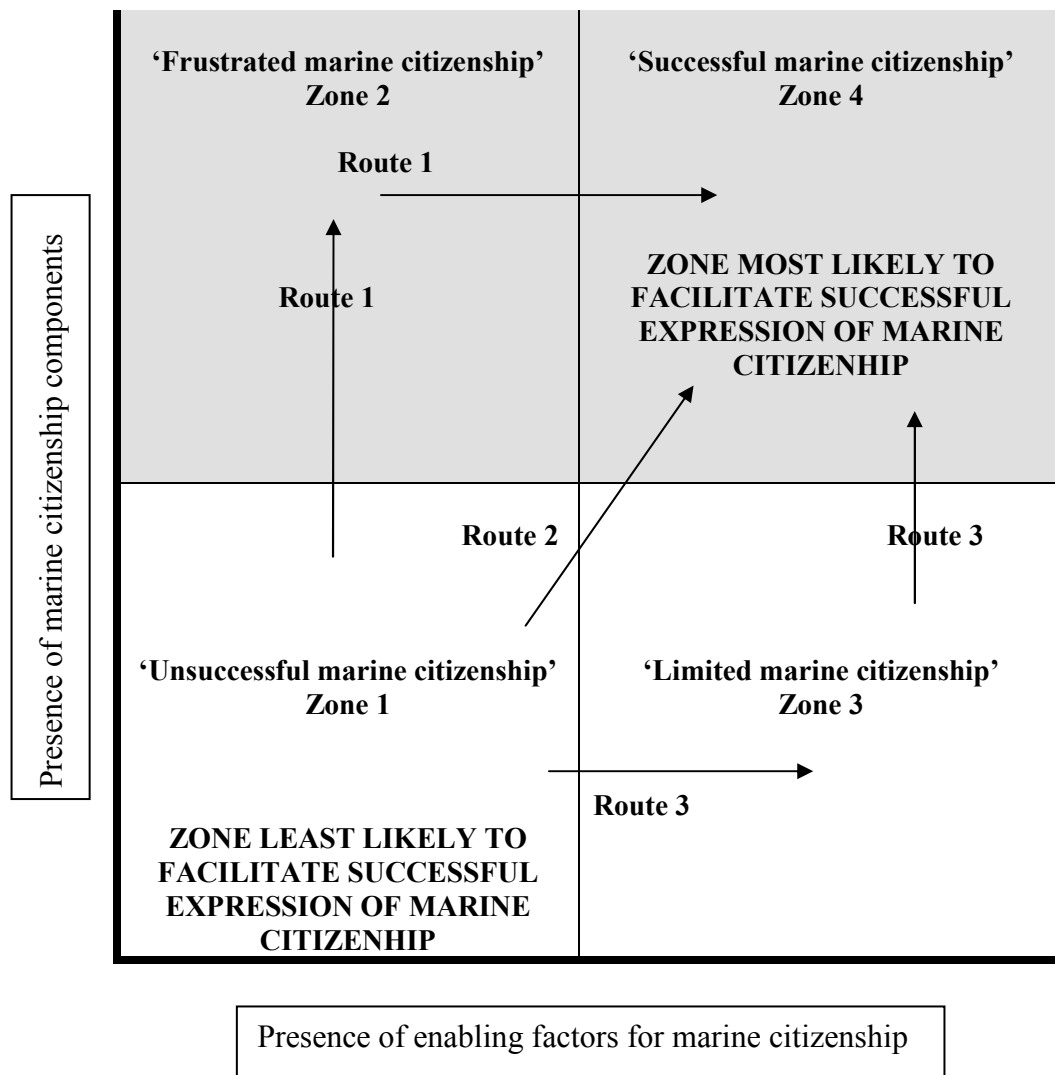 ‘Frustrated marine citizenship’
Zone 2
‘Successful marine citizenship’
Zone 4
Route 1
Route 1
ZONE MOST LIKELY TO
FACILITATE SUCCESSFUL
EXPRESSION OF MARINE
CITIZENHIP
Presence of marine citizenship components
Route 2
Route 3
‘Unsuccessful marine citizenship’
Zone 1
‘Limited marine citizenship’
Zone 3
Route 3
ZONE LEAST LIKELY TO
FACILITATE SUCCESSFUL
EXPRESSION OF MARINE
CITIZENHIP
Presence of enabling factors for marine citizenship